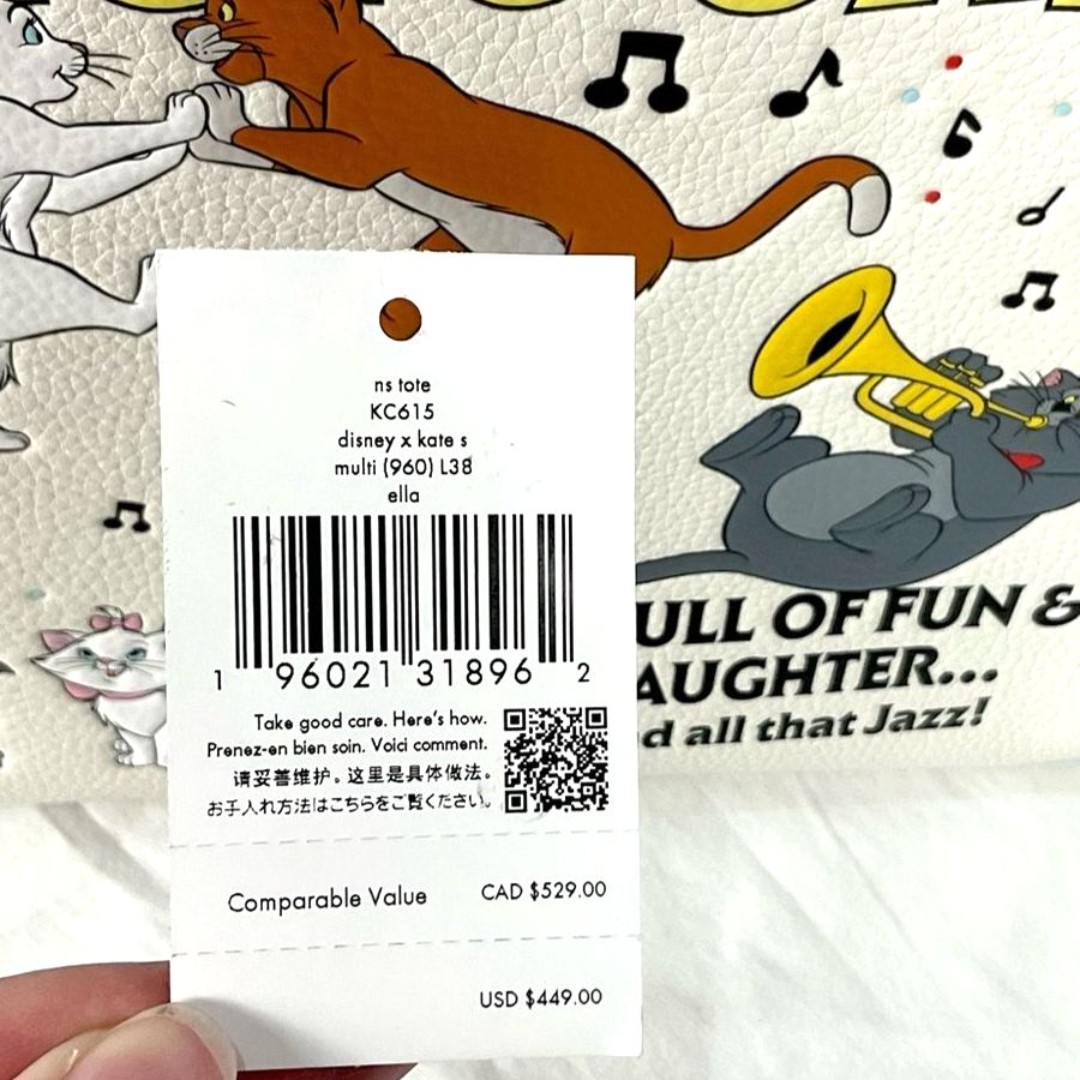 ns tote
KC615
disney x kate s
multi (960) L38
ella
1 96021 31896 2
Take good care. Here's how.
Prenez-en bien soin. Voici comment.
请妥善维护。这里是具体做法。
お手入れ方法はこちらをご覧ください。
Comparable Value CAD $529.00
USD $449.00
ULL OF FUN &
AUGHTER...
d all that Jazz!